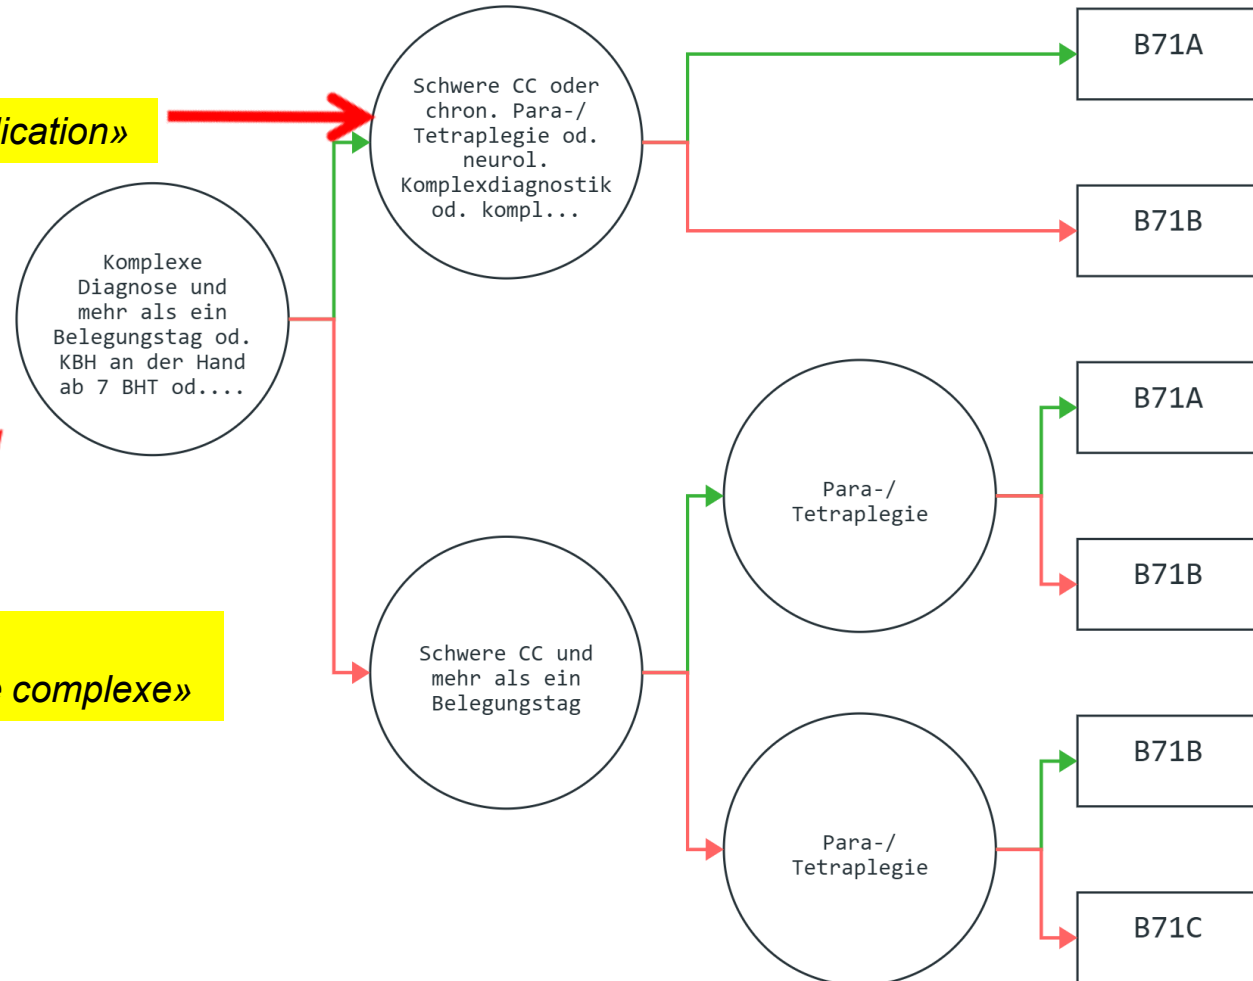 B71A
Schwere CC oder
chron. Para-/
Tetraplegie od.
neurol.
Komplexdiagnostik
od. kompl...
lication»
B71B
Komplexe
Diagnose und
mehr als ein
Belegungstag od.
KBH an der Hand
ab 7 BHT od....
B71A
Para-/
Tetraplegie
B71B
Schwere CC und
mehr als ein
Belegungstag
complexe»
B71B
Para-/
Tetraplegie
B71C